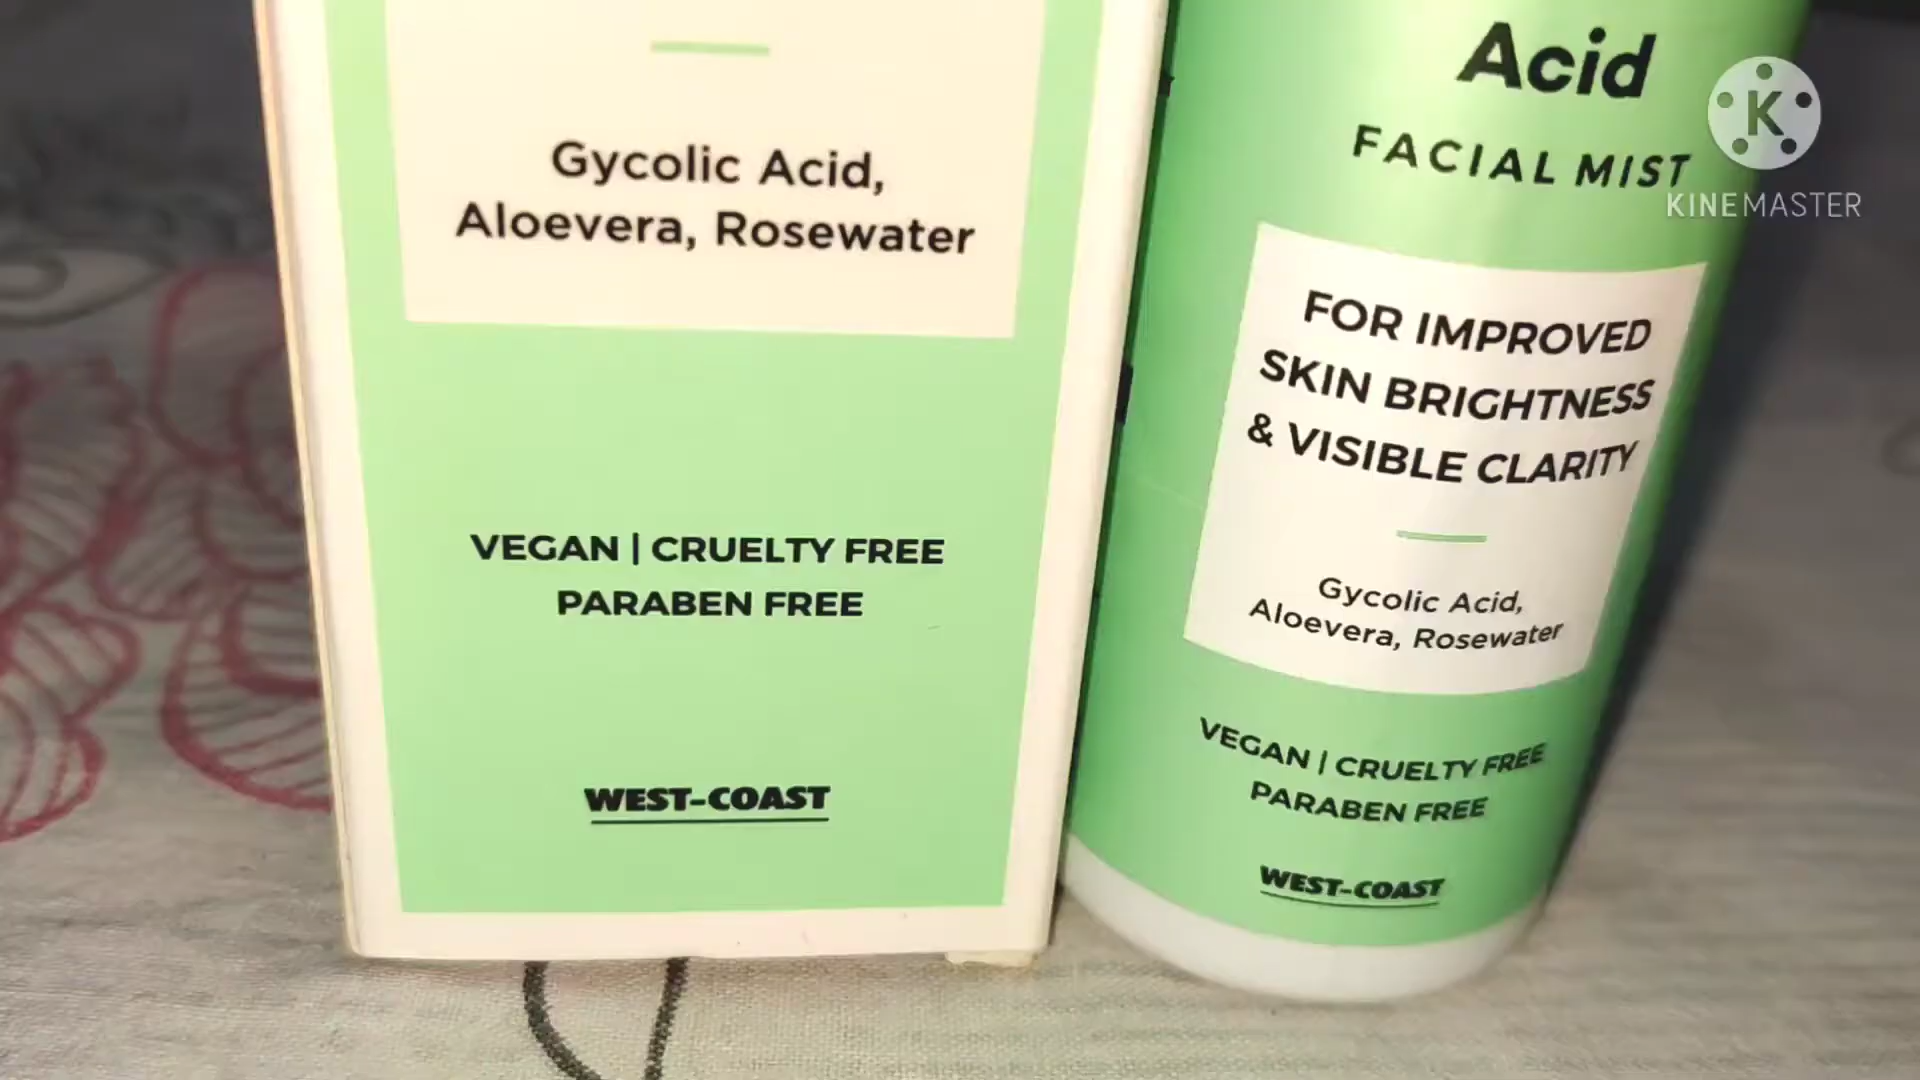 Gycolic Acid,
Aloevera, Rosewater
VEGAN | CRUELTY FREE
PARABEN FREE
WEST-COAST
Acid
FACIAL MIST
FOR IMPROVED
SKIN BRIGHTNESS
& VISIBLE CLARITY
Gycolic Acid,
Aloevera, Rosewater
VEGAN | CRUELTY FREE
PARABEN FREE
WEST-COAST
K
KINEMASTER